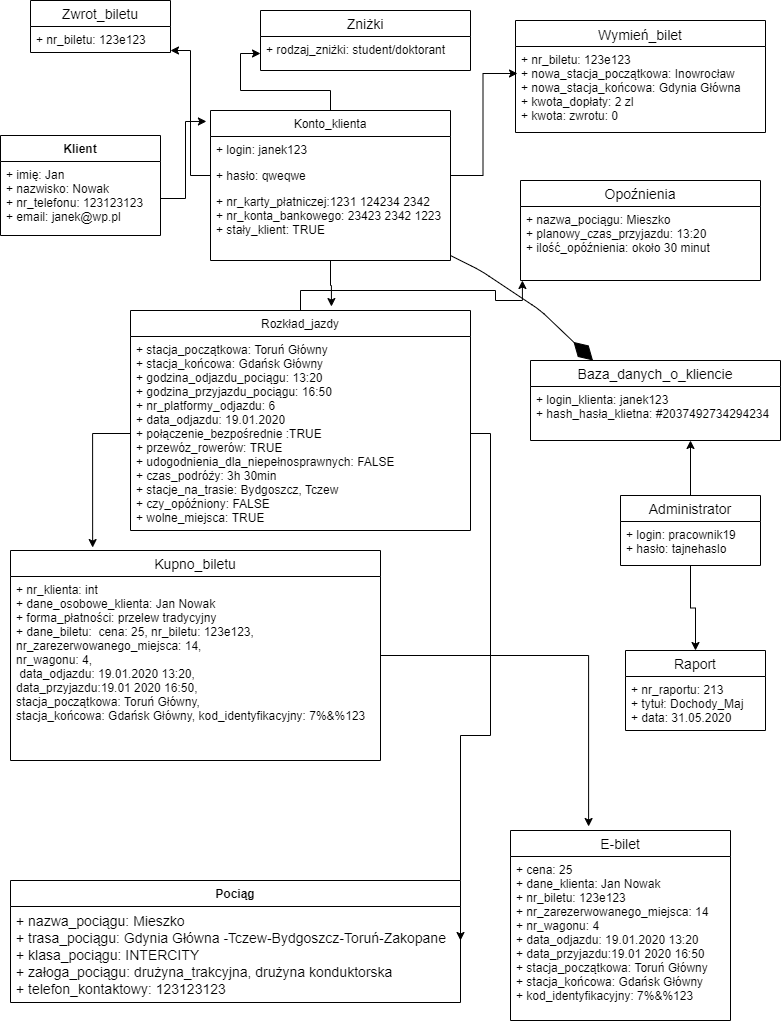 Zwrot_biletu
+ nr_biletu: 123e123
Zniżki
+ rodzaj_zniżki: student/doktorant
Wymień_bilet
+ nr_biletu: 123e123
+ nowa_stacja_początkowa: Inowrocław
+ nowa_stacja_końcowa: Gdynia Główna
+ kwota_dopłaty: 2 zl
+ kwota: zwrotu: 0
Klient
+ imię: Jan
+ nazwisko: Nowak
+ nr_telefonu: 123123123
+ email: janek@wp.pl
Konto_klienta
+ login: janek123
+ hasło: qweqwe
+ nr_karty_płatniczej:1231 124234 2342
+ nr_konta_bankowego: 23423 2342 1223
+ stały_klient: TRUE
Opoźnienia
+ nazwa_pociągu: Mieszko
+ planowy_czas_przyjazdu: 13:20
+ ilość_opóźnienia: około 30 minut
Rozkład_jazdy
+ stacja_początkowa: Toruń Główny
+ stacja_końcowa: Gdańsk Główny
+ godzina_odjazdu_pociągu: 13:20
+ godzina_przyjazdu_pociągu: 16:50
+ nr_platformy_odjazdu: 6
+ data_odjazdu: 19.01.2020
+ połączenie_bezpośrednie :TRUE
+ przewóz_rowerów: TRUE
+ udogodnienia_dla_niepełnosprawnych: FALSE
+ czas_podróży: 3h 30min
+ stacje_na_trasie: Bydgoszcz, Tczew
+ czy_opóźniony: FALSE
+ wolne_miejsca: TRUE
Baza_danych_o_kliencie
+ login_klienta: janek123
+ hash_hasła_klietna: #2037492734294234
Administrator
+ login: pracownik19
+ hasło: tajnehaslo
Kupno_biletu
+ nr_klienta: int
+ dane_osobowe_klienta: Jan Nowak
+ forma_płatności: przelew tradycyjny
+ dane_biletu:  cena: 25, nr_biletu: 123e123,
nr_zarezerwowanego_miejsca: 14,
nr_wagonu: 4,
data_odjazdu: 19.01.2020 13:20,
data_przyjazdu:19.01 2020 16:50,
stacja_początkowa: Toruń Główny,
stacja_końcowa: Gdańsk Główny, kod_identyfikacyjny: 7%&%123
Raport
+ nr_raportu: 213
+ tytuł: Dochody_Maj
+ data: 31.05.2020
Pociąg
+ nazwa_pociągu: Mieszko
+ trasa_pociągu: Gdynia Główna -Tczew-Bydgoszcz-Toruń-Zakopane
+ klasa_pociągu: INTERCITY
+ załoga_pociągu: drużyna_trakcyjna, drużyna konduktorska
+ telefon_kontaktowy: 123123123
E-bilet
+ cena: 25
+ dane_klienta: Jan Nowak
+ nr_biletu: 123e123
+ nr_zarezerwowanego_miejsca: 14
+ nr_wagonu: 4
+ data_odjazdu: 19.01.2020 13:20
+ data_przyjazdu:19.01 2020 16:50
+ stacja_początkowa: Toruń Główny
+ stacja_końcowa: Gdańsk Główny
+ kod_identyfikacyjny: 7%&%123